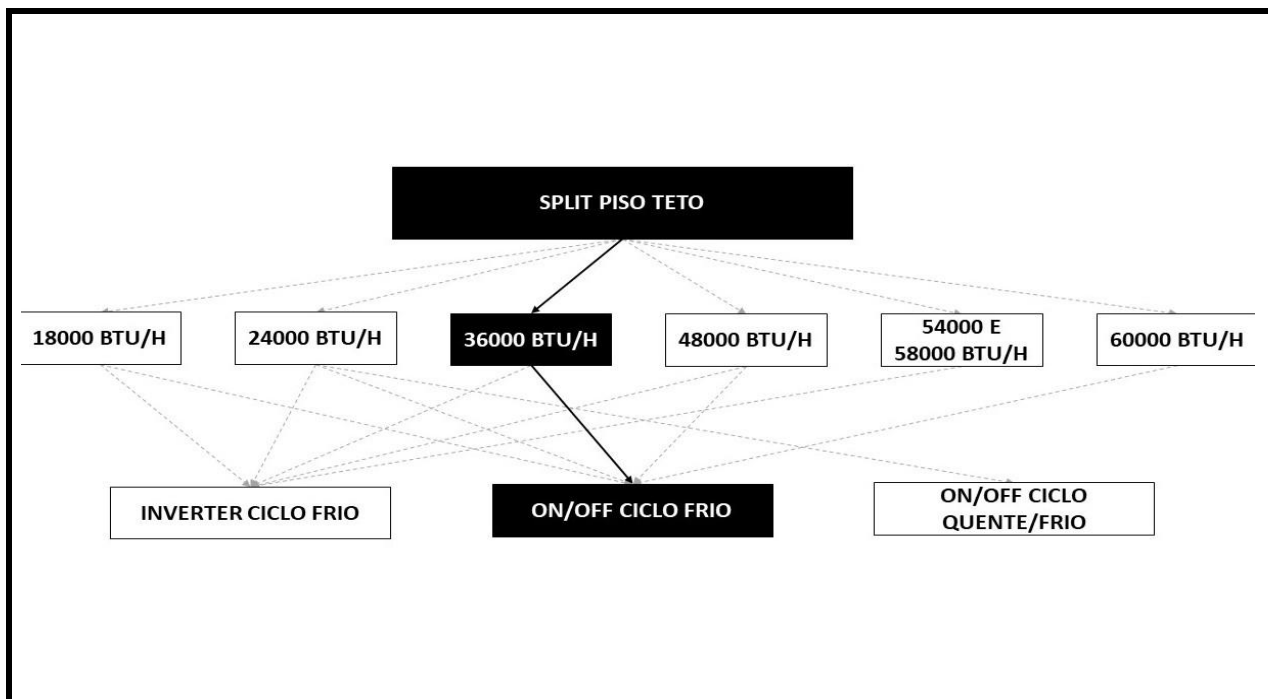 SPLIT PISO TETO
18000 BTU/H
24000 BTU/H
36000 BTU/H
48000 BTU/H
54000 E
58000 BTU/H
60000 BTU/H
INVERTER CICLO FRIO
ON/OFF CICLO FRIO
ON/OFF CICLO
QUENTE/FRIO